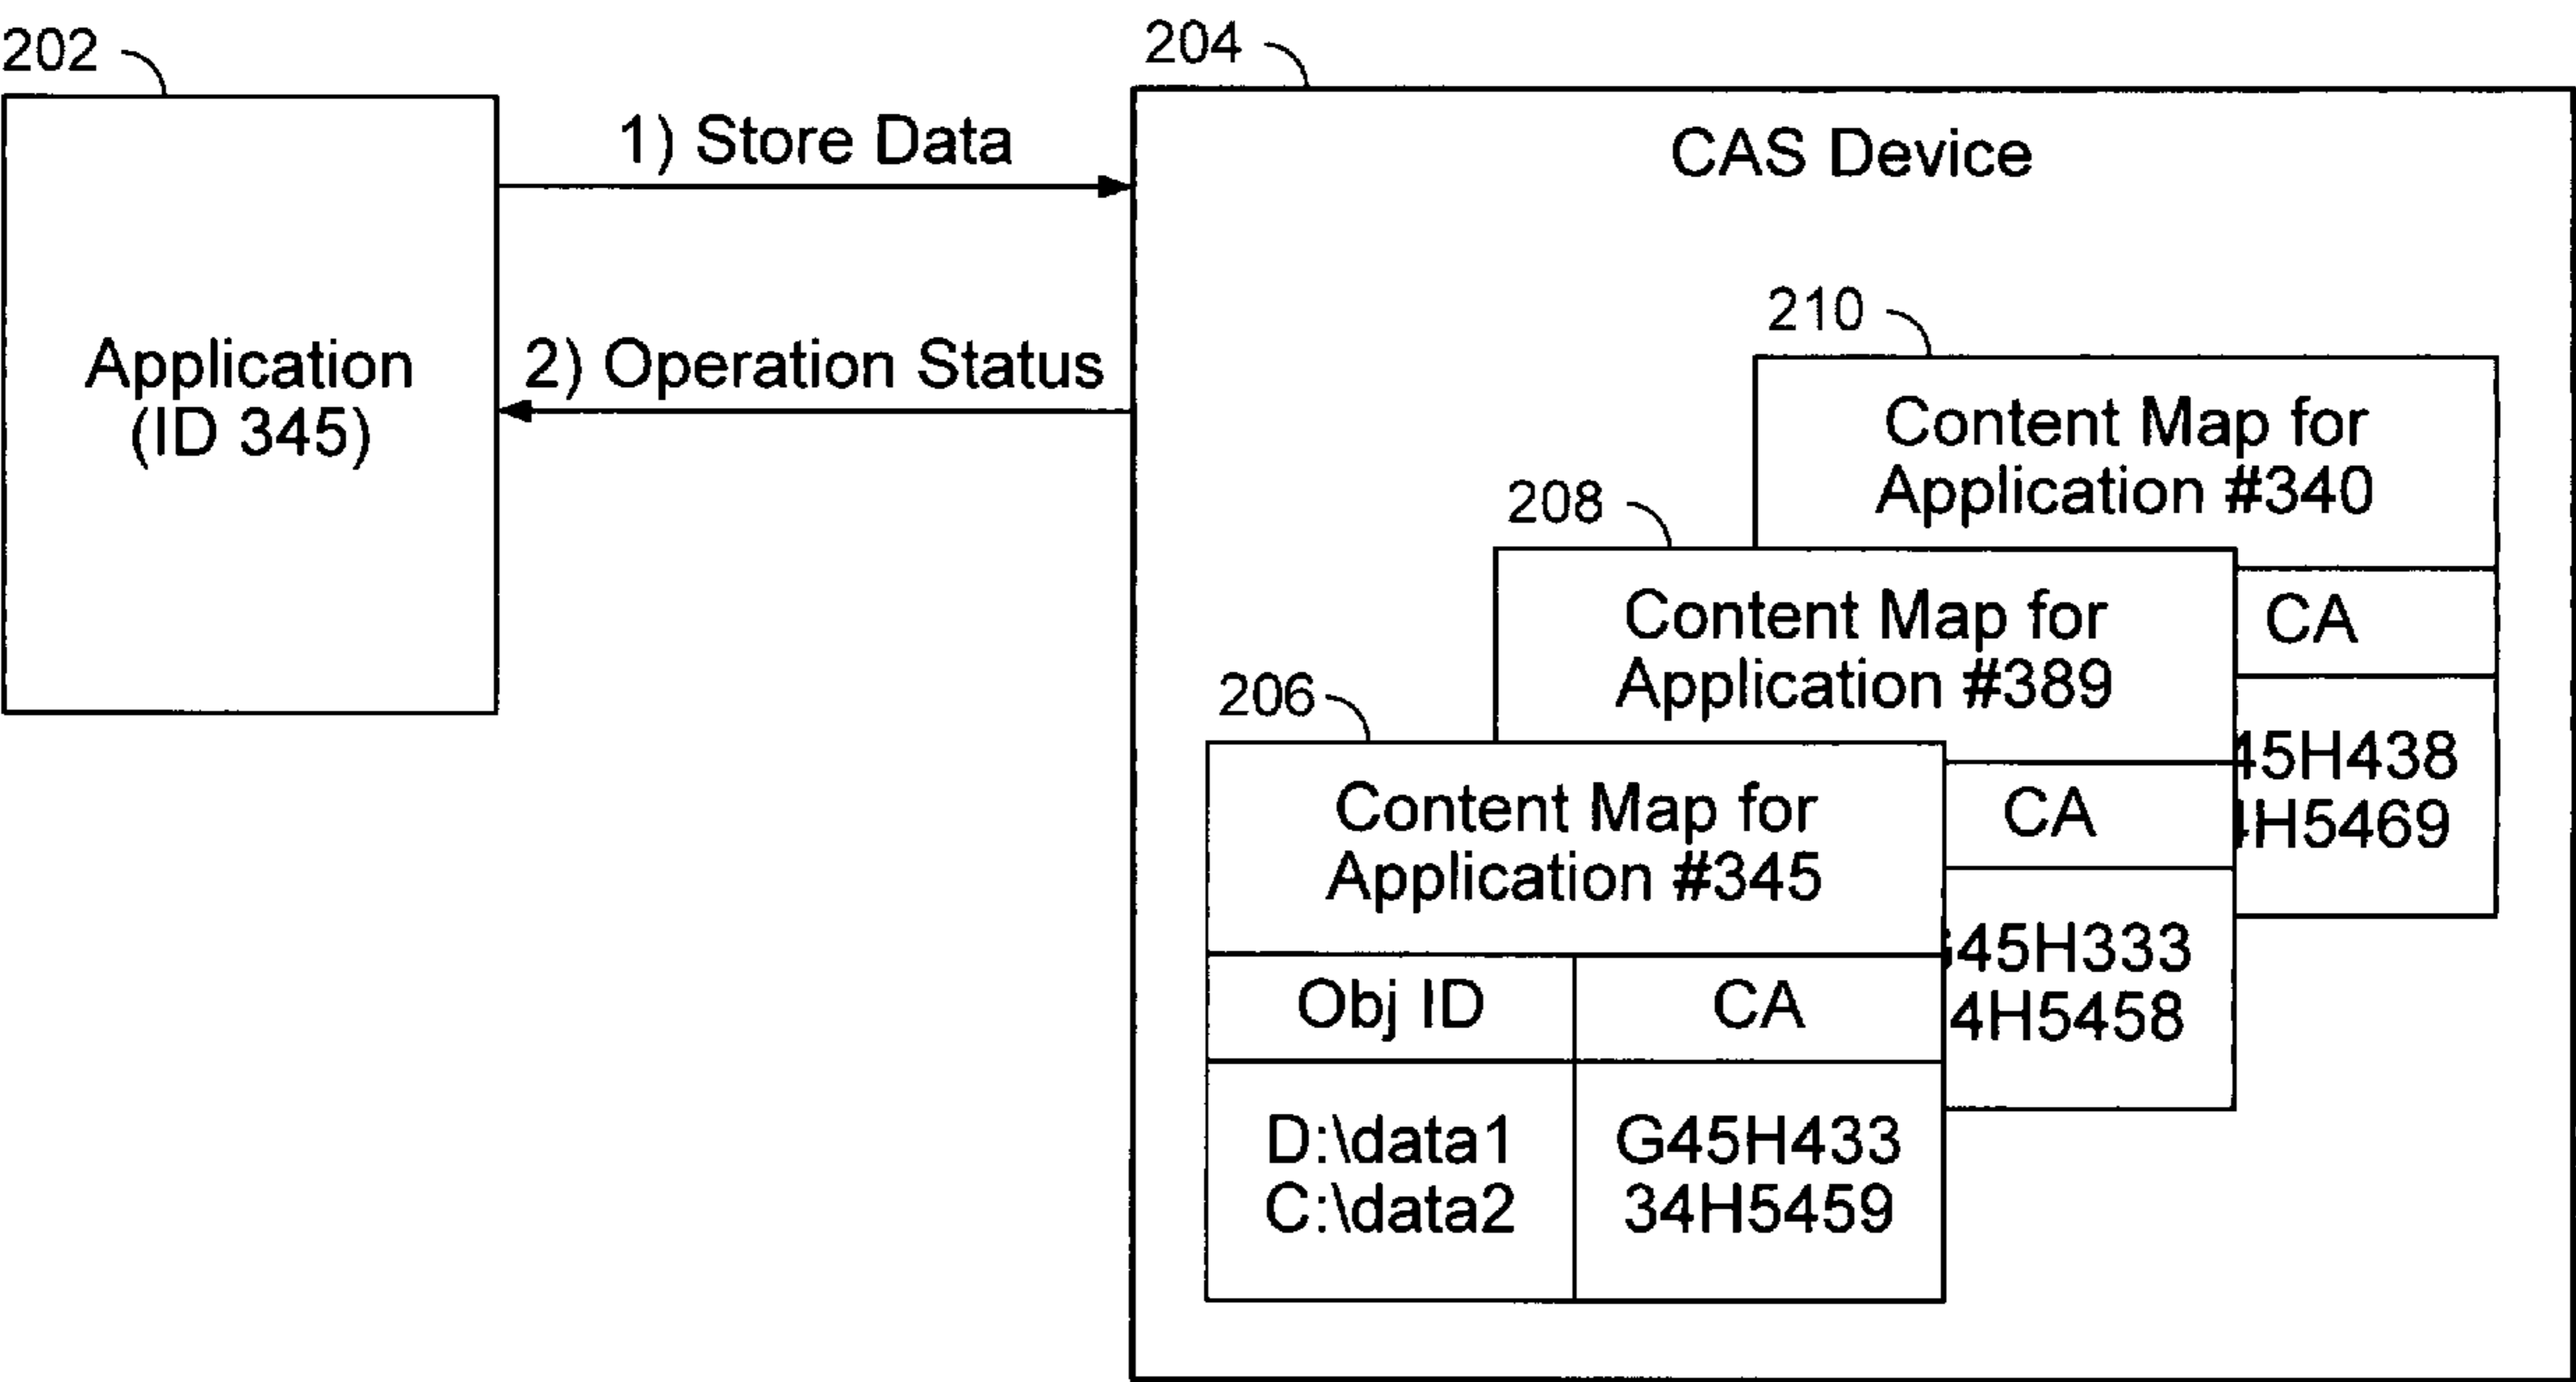 202
204
1) Store Data
CAS Device
Application
(ID 345)
2) Operation Status
210
Content Map for
Application #340
CA
45H438
H5469
208
Content Map for
Application #389
CA
45H333
4H5458
206
Content Map for
Application #345
Obj ID
CA
D:\data1
G45H433
C:\data2
34H5459